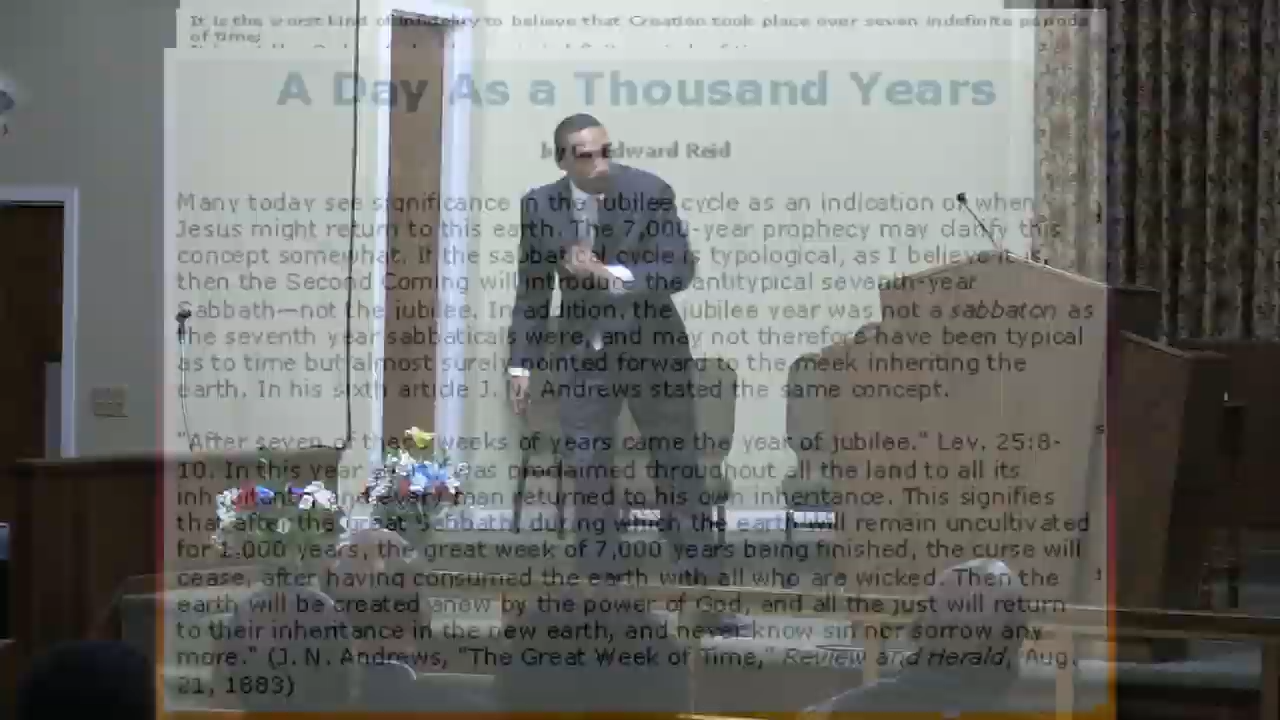 It is the worst kind of infidelity to believe that Creation took place over seven indefinite periods
of time;
A Day As a Thousand Years
by G. Edward Reid
Many today see significance in the jubilee cycle as an indication of when
Jesus might return to this earth. The 7,000-year prophecy may clarify this
concept somewhat. If the sabbatical cycle is typological, as I believe it is,
then the Second Coming will introduce the antitypical seventh-year
Sabbath—not the jubilee. In addition, the jubilee year was not a sabbaton as
the seventh year sabbaticals were, and may not therefore have been typical
as to time but almost surely pointed forward to the meek inheriting the
earth. In his sixth article J. N. Andrews stated the same concept.
"After seven of these weeks of years came the year of jubilee." Lev. 25:8-
10. In this year was proclaimed throughout all the land to all its
inhabitants, and every man returned to his own inheritance. This signifies
that after the great Sabbath, during which the earth will remain uncultivated
for 1,000 years, the great week of 7,000 years being finished, the curse will
cease, after having consumed the earth with all who are wicked. Then the
earth will be created anew by the power of God, and all the just will return
to their inheritance in the new earth, and never know sin nor sorrow any
more." (J. N. Andrews, "The Great Week of Time," Review and Herald, Aug.
21, 1883)